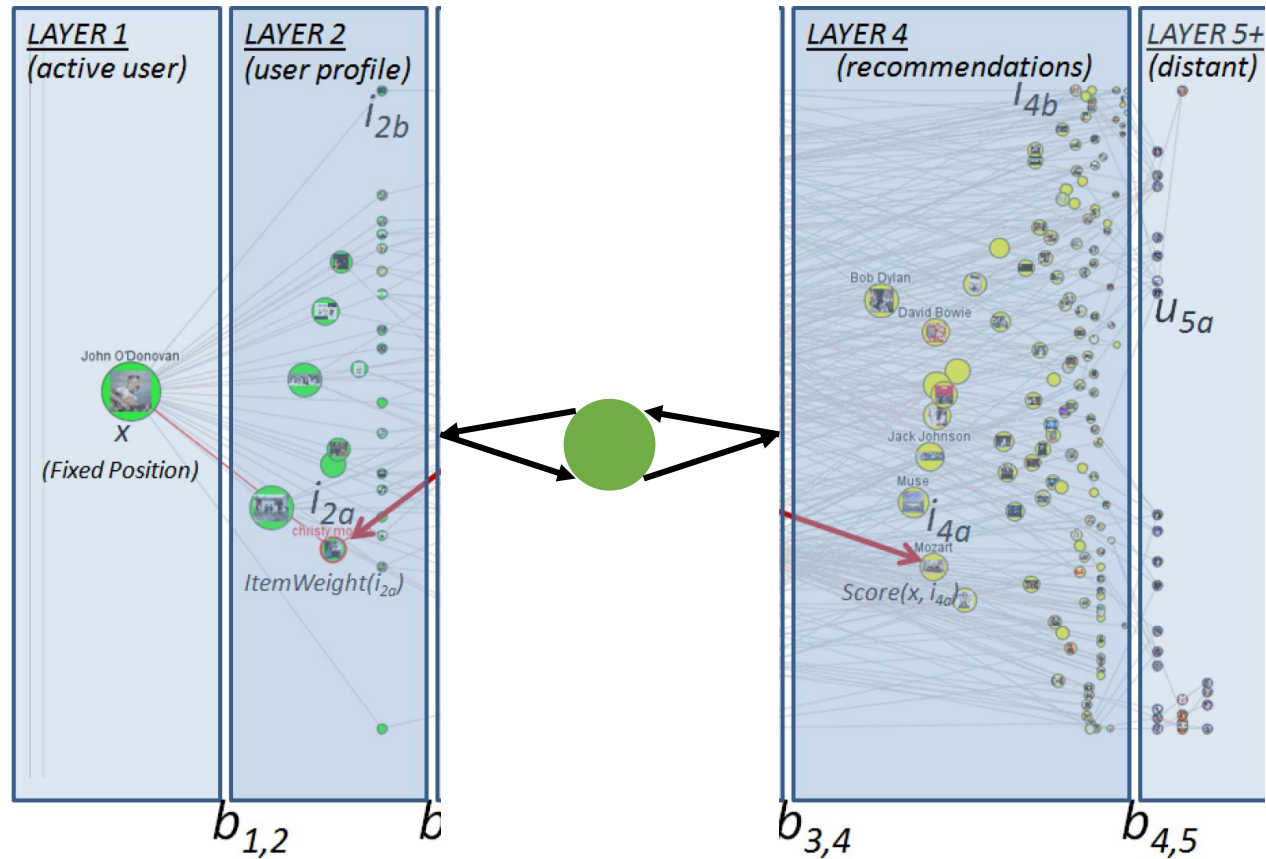 LAYER 1
(active user)
LAYER 2
(user profile)
LAYER 4
(recommendations)
LAYER 5+
(distant)
i2b
i4b
Bob Dylan
David Bowie
u5a
John O'Donovan
x
(Fixed Position)
Jack Johnson
Muse
i2a
i4a
christy mo
Mozart
ItemWeight(i2a)
Score(x, i4a)
b1,2
b
b3,4
b4,5